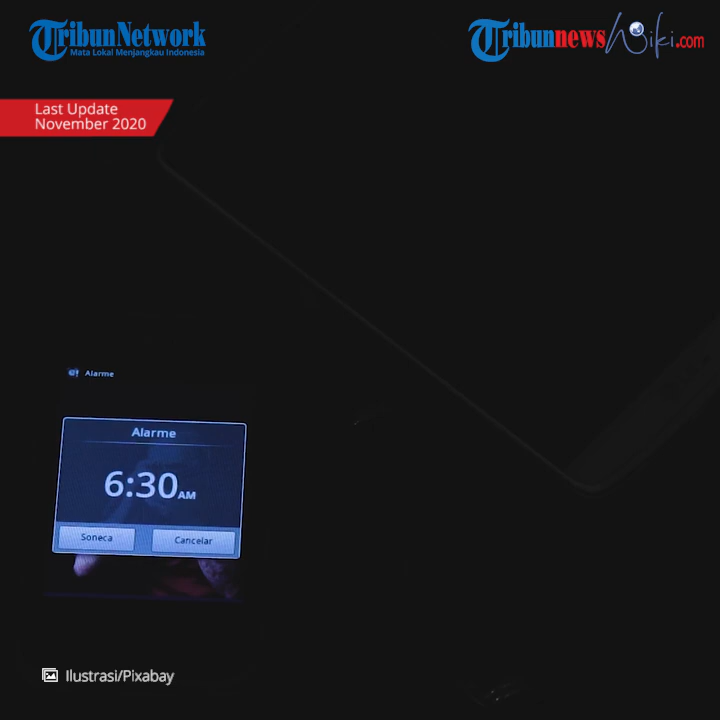 TribunNetwork
Mata Lokal Menjangkau Indonesia
TribunnewsWiki.com
Last Update
November 2020
Alarme
Alarme
6:30AM
Soneca
Cancelar
Ilustrasi/Pixabay